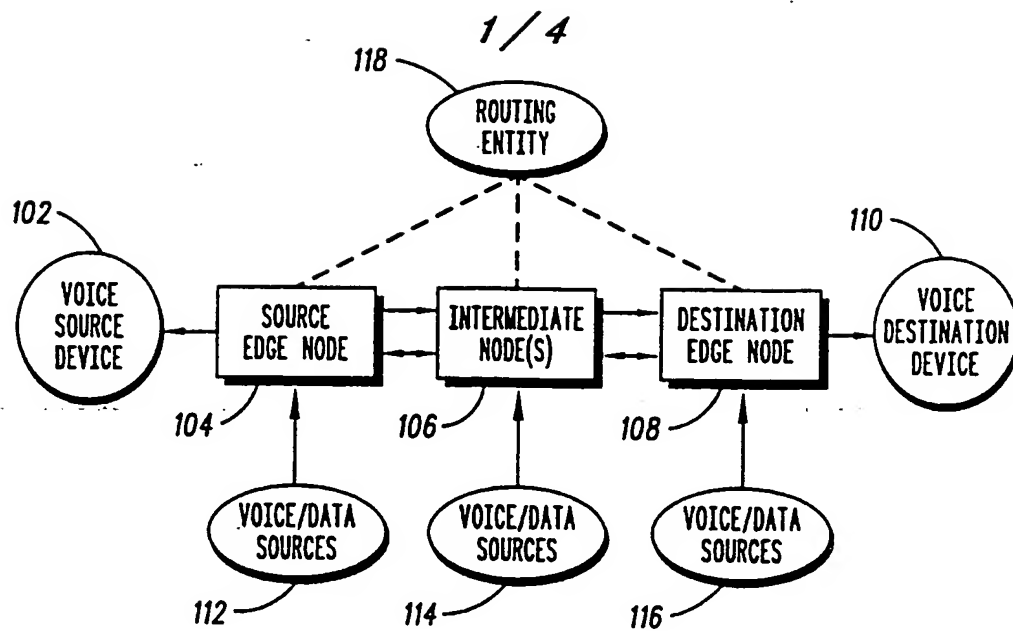 1/4
118
ROUTING
ENTITY
102
110
VOICE
SOURCE
DEVICE
SOURCE
EDGE NODE
INTERMEDIATE
NODE(S)
DESTINATION
EDGE NODE
VOICE
DESTINATION
DEVICE
104
106
108
VOICE/DATA
SOURCES
VOICE/DATA
SOURCES
VOICE/DATA
SOURCES
112
114
116